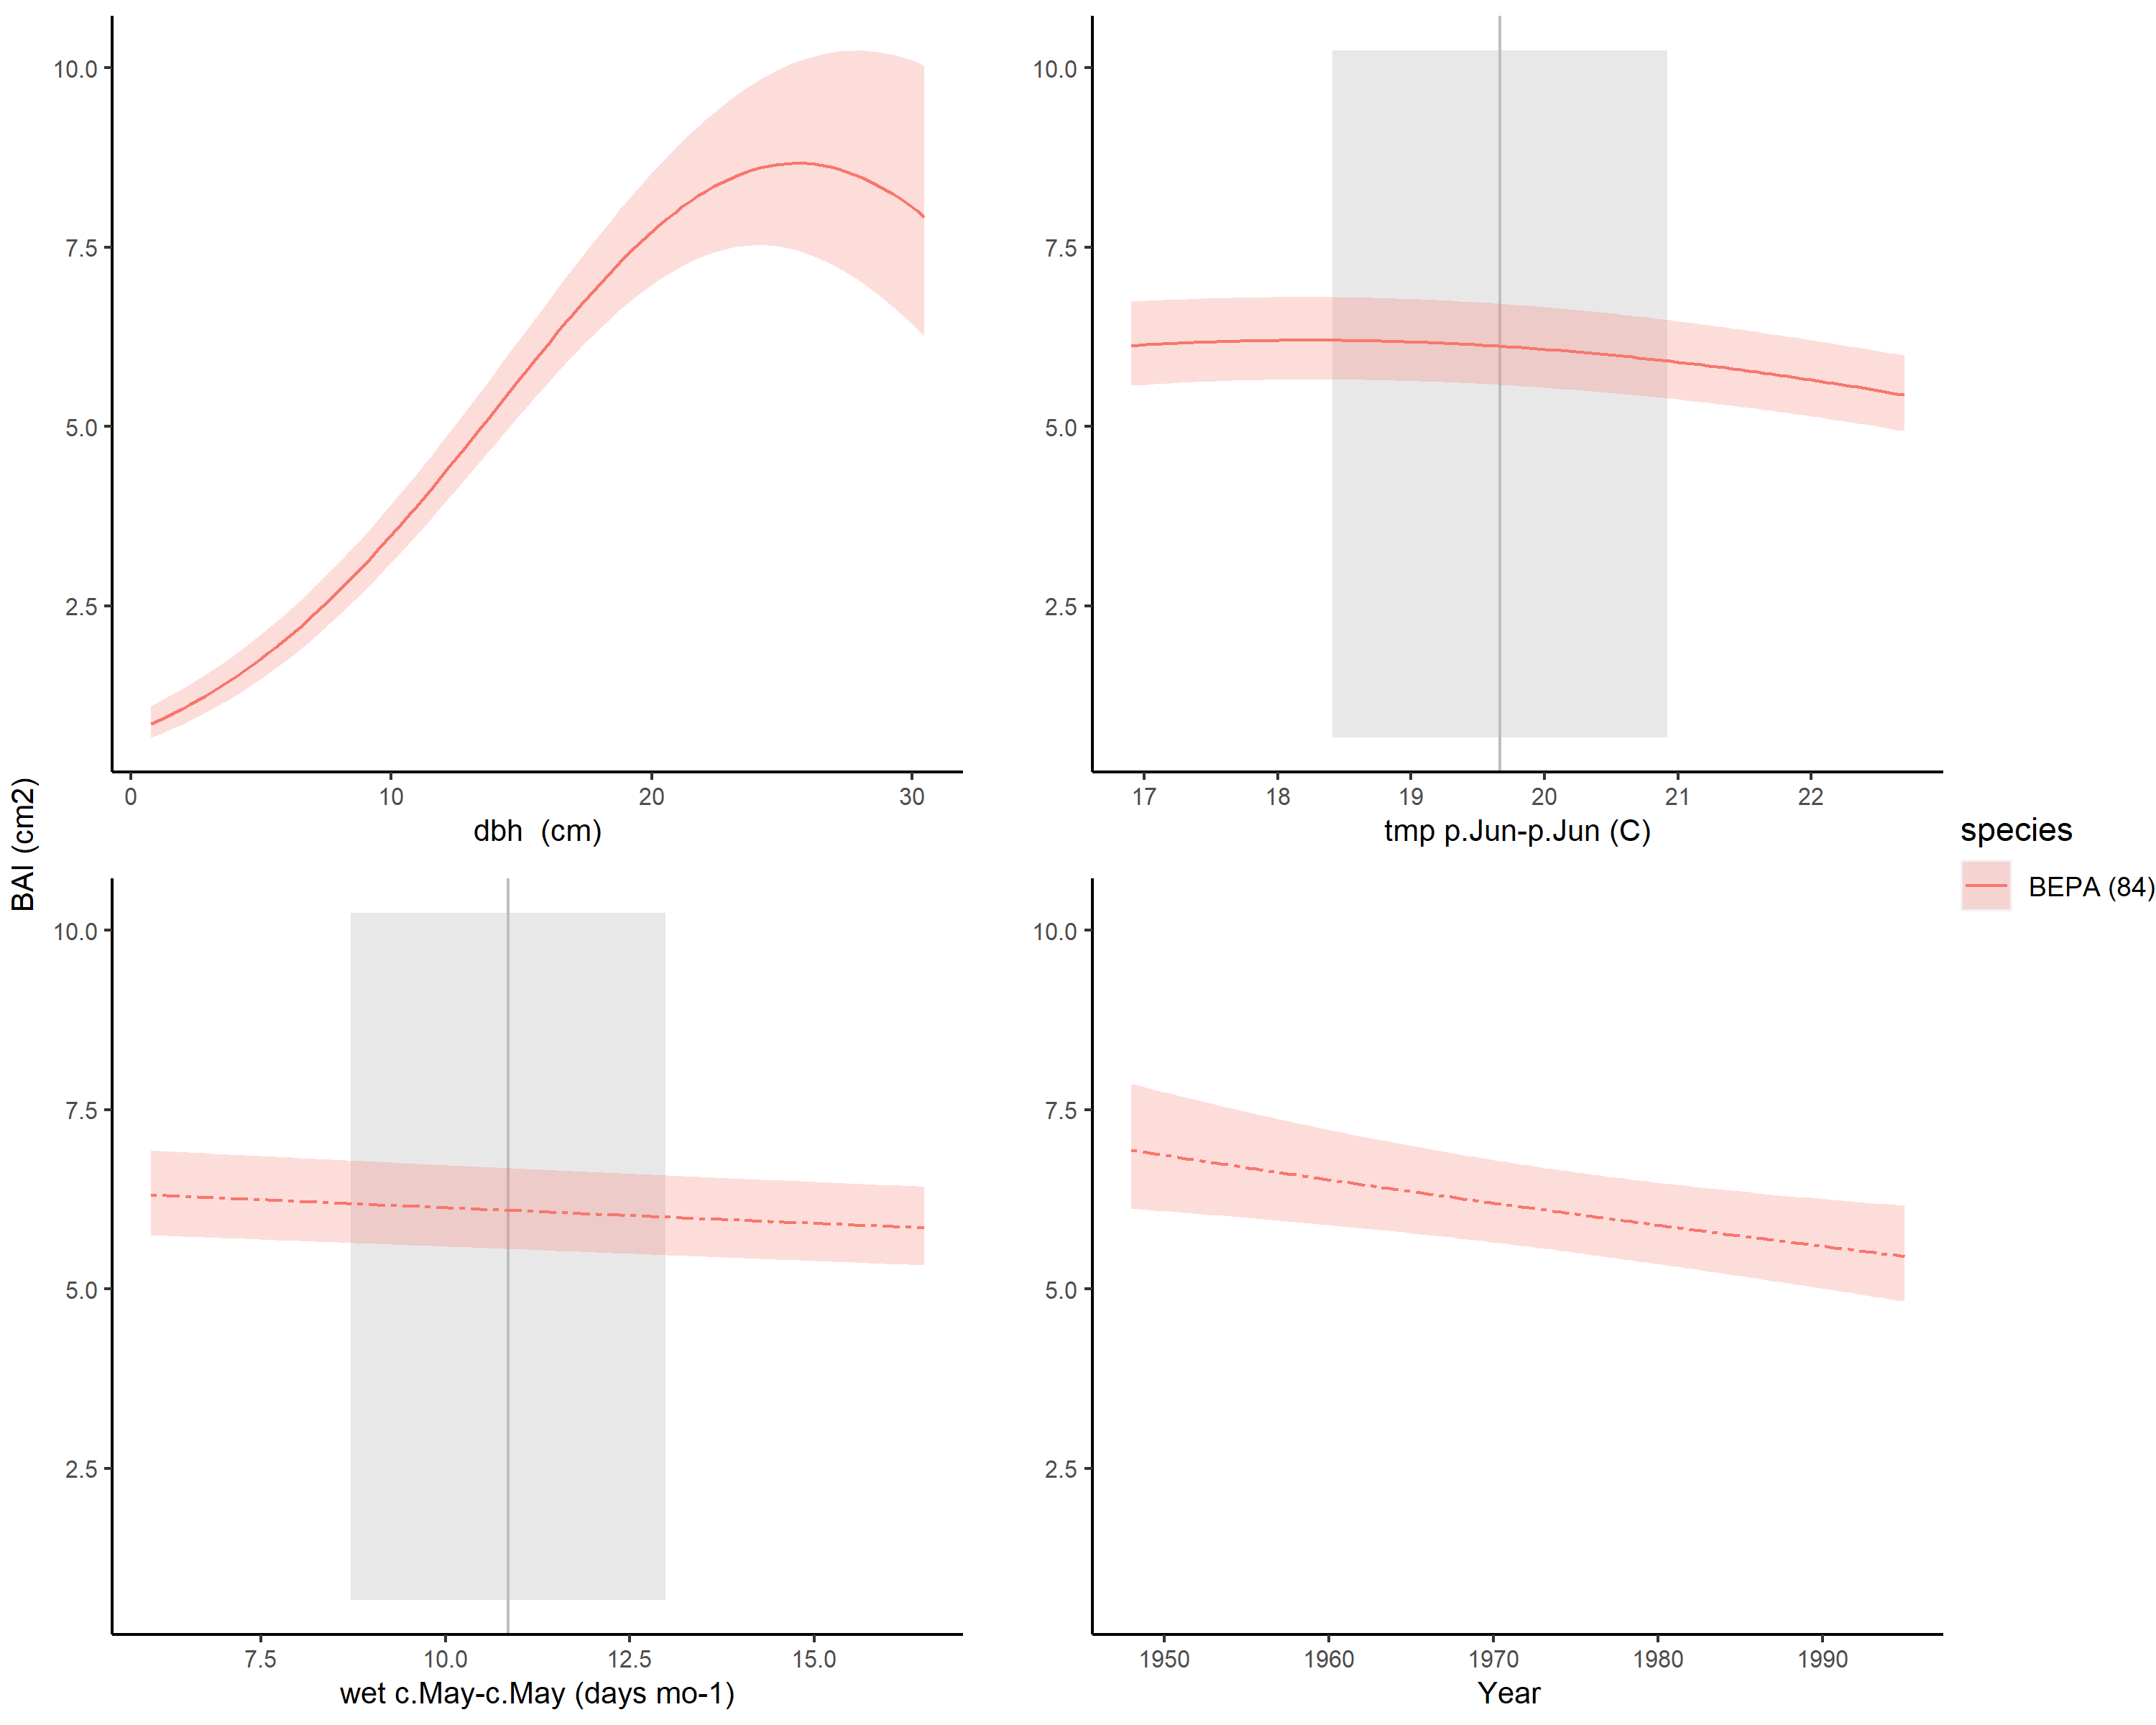 BAI (cm2)
10.0
7.5
5.0
2.5
0 10 20 30
dbh  (cm)
10.0
7.5
5.0
2.5
17 18 19 20 21 22
tmp p.Jun-p.Jun (C)
10.0
7.5
5.0
2.5
7.5 10.0 12.5 15.0
wet c.May-c.May (days mo-1)
10.0
7.5
5.0
2.5
1950 1960 1970 1980 1990
Year
species
BEPA (84)